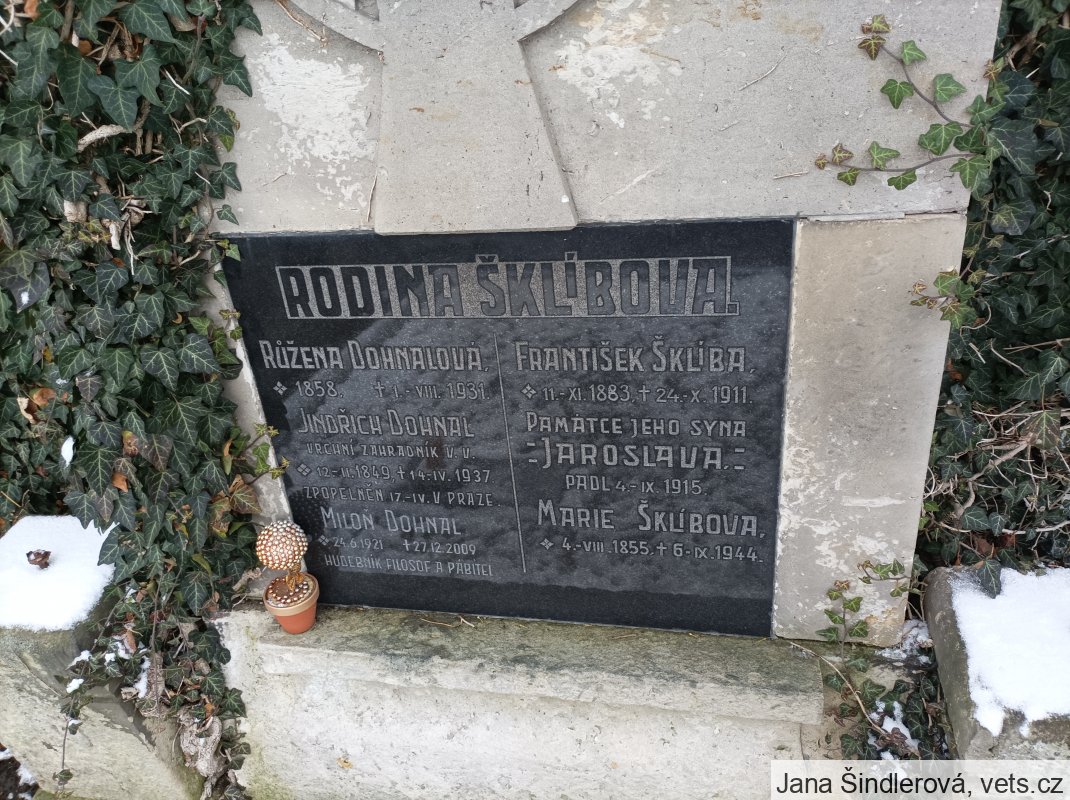 RODINA ŠKLÍBOVA.
RŮŽENA DOHNALOVÁ,
1858. † 1.-VIII. 1931.
JINDŘICH DOHNAL
VRCHNÍ ZAHRADNÍK V. V.
12.-II. 1849, † 14.-IV. 1937.
ZPOPELNĚN 17.-IV. V PRAZE.
MILOŇ DOHNAL
24.6.1921 † 27.12.2009
HUDEBNÍK FILOSOF A PÁBITEL
FRANTIŠEK ŠKLÍBA,
11.-XI. 1883, † 24.-X. 1911.
PAMÁTCE JEHO SYNA
-JAROSLAVA.-
PADL 4.-IX. 1915.
MARIE ŠKLÍBOVA,
4.-VIII. 1855. † 6.-IX. 1944.
Jana Šindlerová, vets.cz